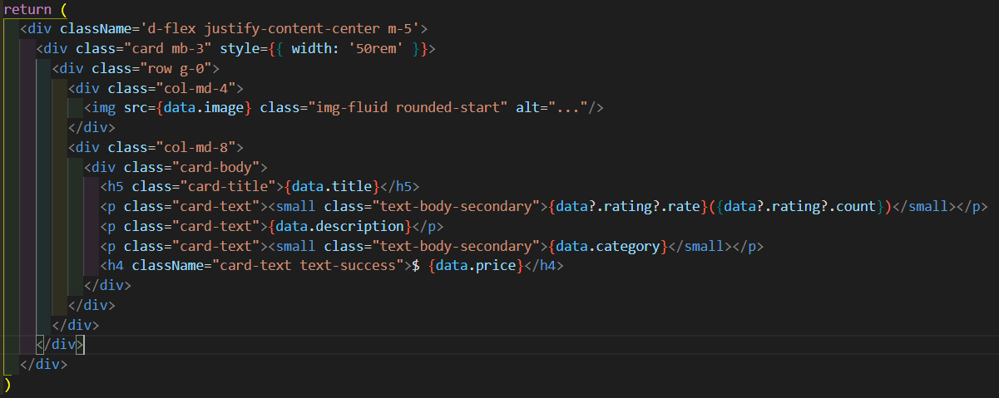 return (
<div className='d-flex justify-content-center m-5'>
<div class="card mb-3" style={{ width: '50rem' }}>
<div class="row g-0">
<div class="col-md-4">
<img src={data.image} class="img-fluid rounded-start" alt="..."/>
</div>
<div class="col-md-8">
<div class="card-body">
<h5 class="card-title">{data.title}</h5>
<p class="card-text"><small class="text-body-secondary">{data?.rating?.rate}({data?.rating?.count})</small></p>
<p class="card-text">{data.description}</p>
<p class="card-text"><small class="text-body-secondary">{data.category}</small></p>
<h4 className="card-text text-success">$ {data.price}</h4>
</div>
</div>
</div>
</div>
</div>
)